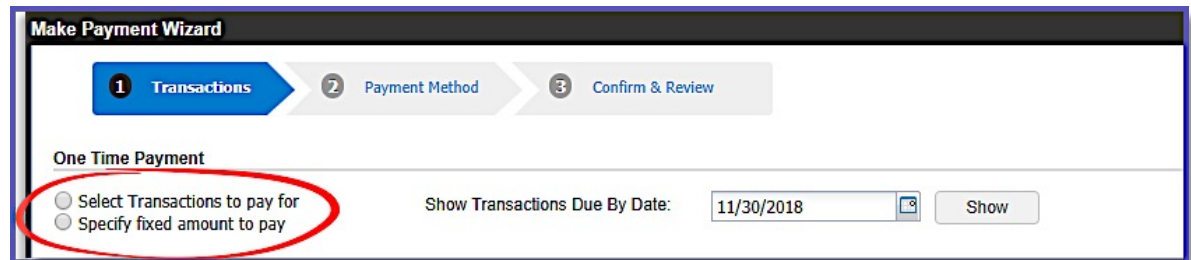 Make Payment Wizard
1 Transactions 2 Payment Method 3 Confirm & Review
One Time Payment
Select Transactions to pay for Show Transactions Due By Date: 11/30/2018 Show
Specify fixed amount to pay